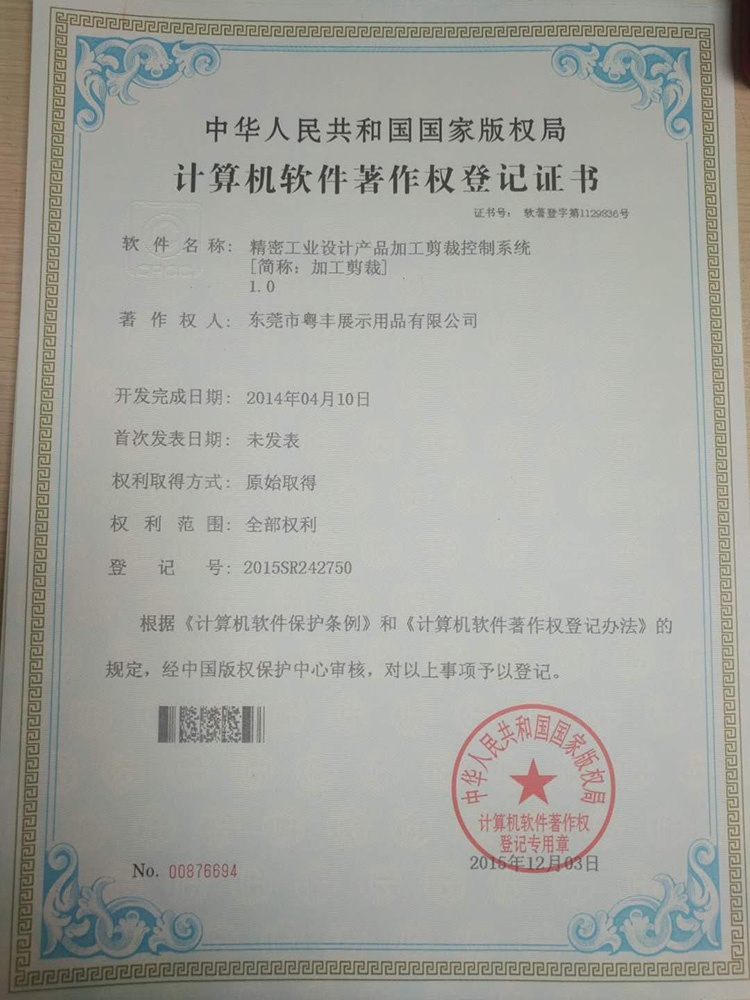 中华人民共和国国家版权局
计算机软件著作权登记证书
证书号： 软著登字第1129836号
软件名称： 精密工业设计产品加工剪裁控制系统
[简称：加工剪裁]
1.0
著作权人： 东莞市粤丰展示用品有限公司
开发完成日期： 2014年04月10日
首次发表日期： 未发表
权利取得方式： 原始取得
权利范围： 全部权利
登记号： 2015SR242750
根据《计算机软件保护条例》和《计算机软件著作权登记办法》的
规定，经中国版权保护中心审核，对以上事项予以登记。
中华人民共和国国家版权局
计算机软件著作权
登记专用章
2015年12月03日
No. 00876694